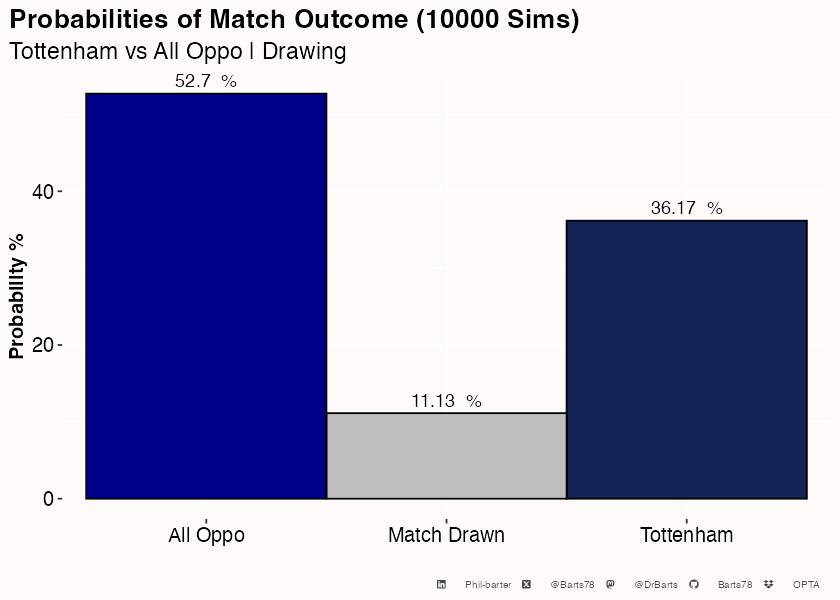 Probabilities of Match Outcome (10000 Sims)
Tottenham vs All Oppo | Drawing
52.7 %
40
36.17 %
Probability %
20
11.13 %
0
All Oppo Match Drawn Tottenham
Phil-barter @Barts78 @DrBarts Barts78 OPTA